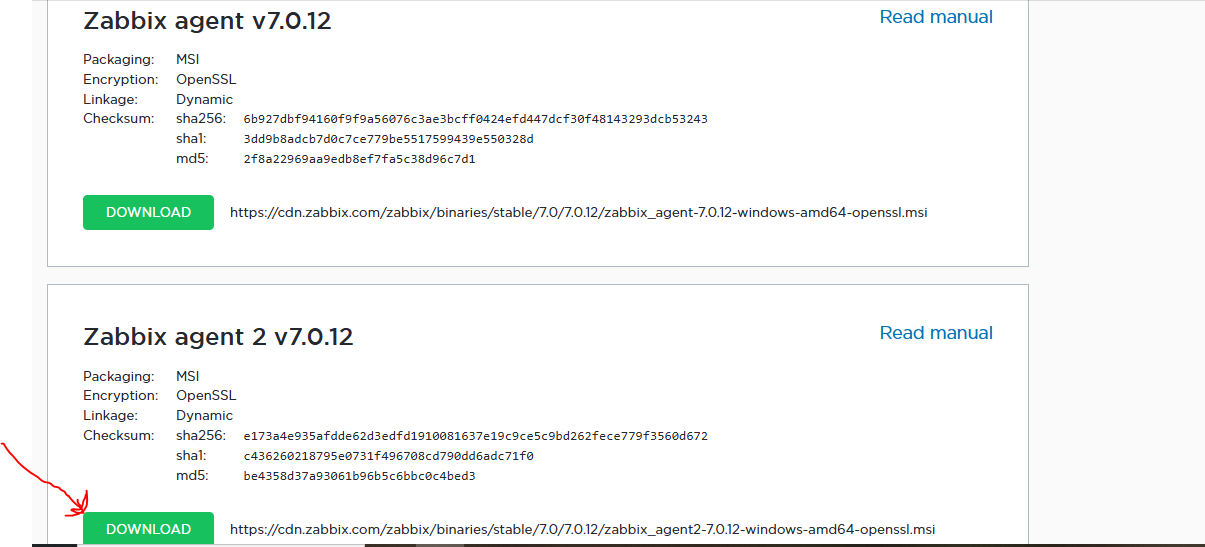 Zabbix agent v7.0.12
Read manual
Packaging: MSI
Encryption: OpenSSL
Linkage: Dynamic
Checksum: sha256: 6b927dbf94160f9f9a56076c3ae3bcff0424efd447dcf30f48143293dcb53243
sha1: 3dd9b8adcb7d0c7ce779be5517599439e550328d
md5: 2f8a22969aa9edb8ef7fa5c38d96c7d1
DOWNLOAD https://cdn.zabbix.com/zabbix/binaries/stable/7.0/7.0.12/zabbix_agent-7.0.12-windows-amd64-openssl.msi
Zabbix agent 2 v7.0.12
Read manual
Packaging: MSI
Encryption: OpenSSL
Linkage: Dynamic
Checksum: sha256: e173a4e935afdde62d3edfd1910081637e19c9ce5c9bd262fece779f3560d672
sha1: c436260218795e0731f496708cd790dd6adc71f0
md5: be4358d37a93061b96b5c6bbc0c4bed3
DOWNLOAD https://cdn.zabbix.com/zabbix/binaries/stable/7.0/7.0.12/zabbix_agent2-7.0.12-windows-amd64-openssl.msi